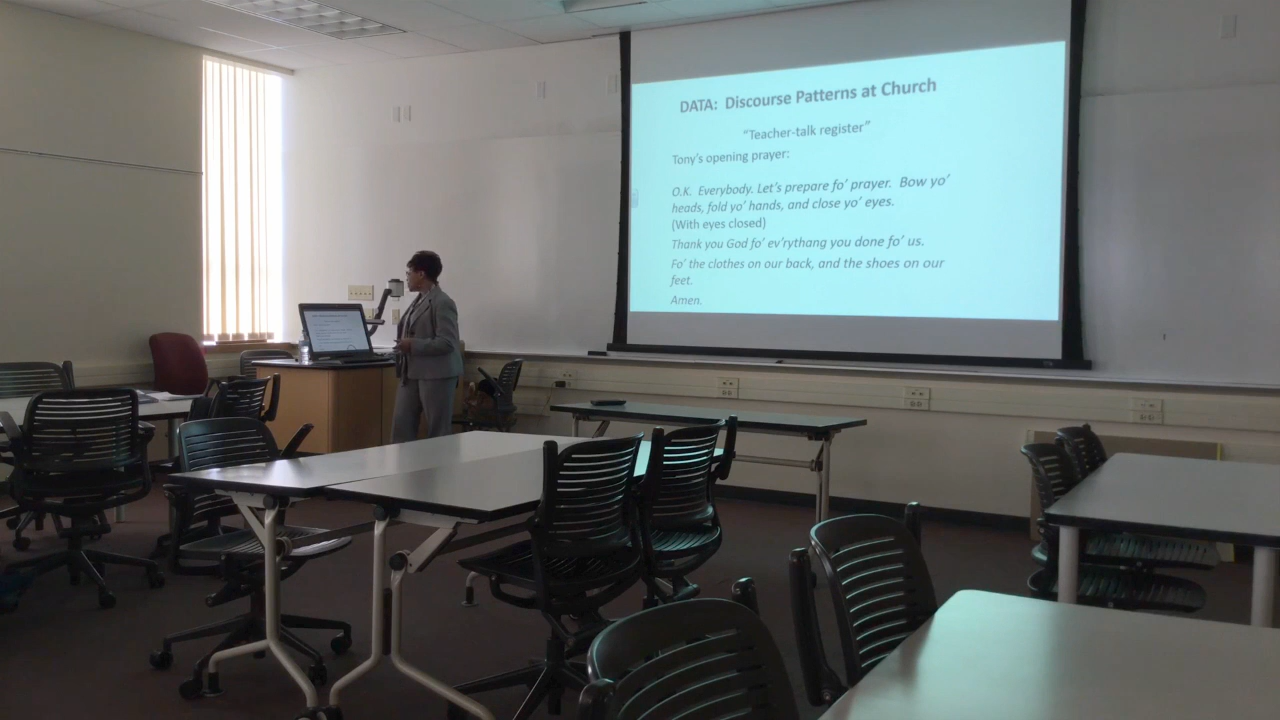 DATA: Discourse Patterns at Church
“Teacher-talk register”
Tony’s opening prayer:
O.K. Everybody. Let’s prepare fo’ prayer. Bow yo’
heads, fold yo’ hands, and close yo’ eyes.
(With eyes closed)
Thank you God fo’ ev’rythang you done fo’ us.
Fo’ the clothes on our back, and the shoes on our
feet.
Amen.